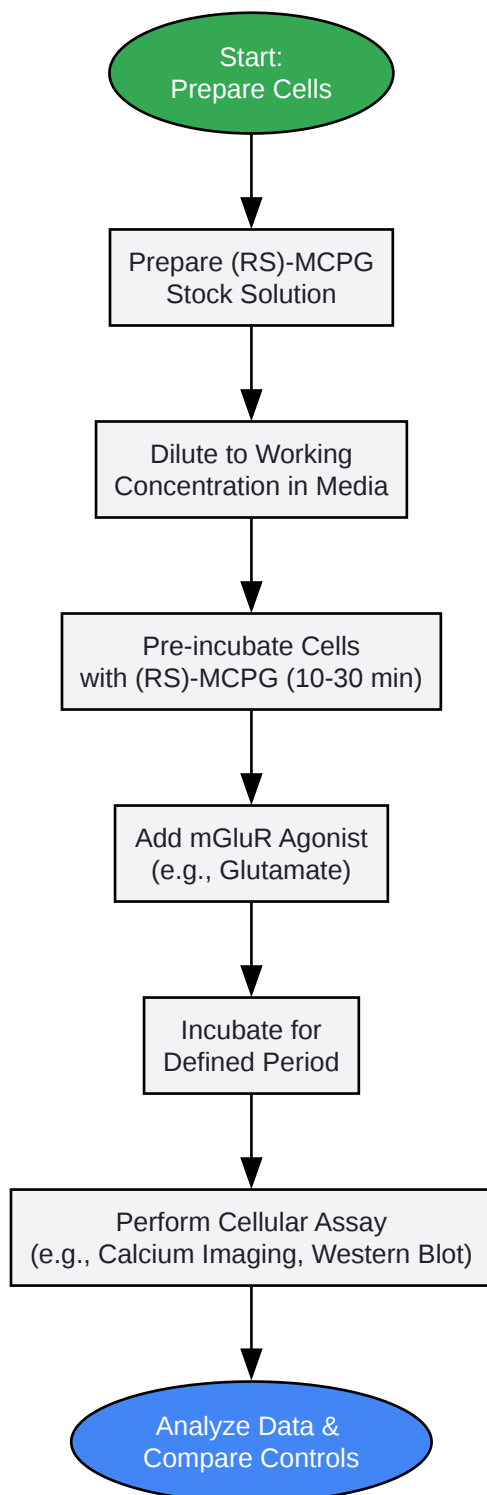 Start:
Prepare Cells
Prepare (RS)-MCPG
Stock Solution
Dilute to Working
Concentration in Media
Pre-incubate Cells
with (RS)-MCPG (10-30 min)
Add mGluR Agonist
(e.g., Glutamate)
Incubate for
Defined Period
Perform Cellular Assay
(e.g., Calcium Imaging, Western Blot)
Analyze Data &
Compare Controls